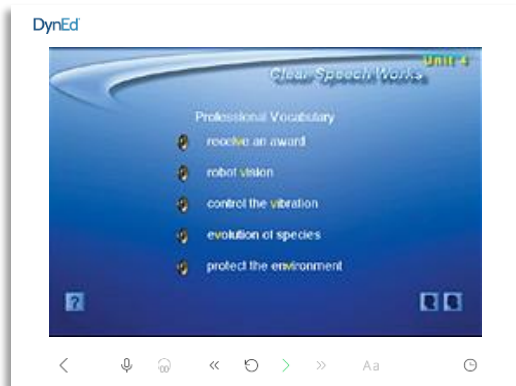 DynEd
Unit 4
Clear Speech Works
Professional Vocabulary
receive an award
robot vision
control the vibration
evolution of species
protect the environment
?
Aa